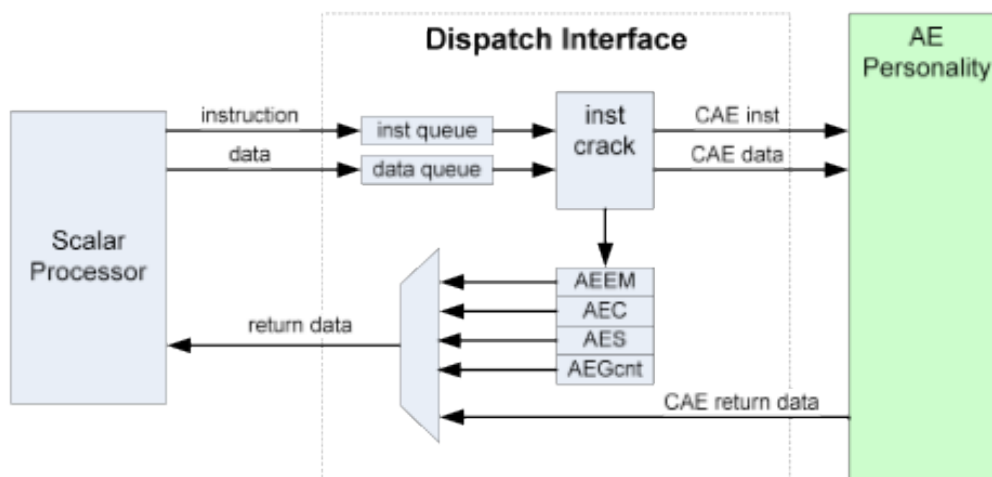 Dispatch Interface
AE
Personality
instruction
inst queue
inst
crack
CAE inst
data
data queue
CAE data
Scalar
Processor
AEEM
AEC
AES
AEGcnt
return data
CAE return data